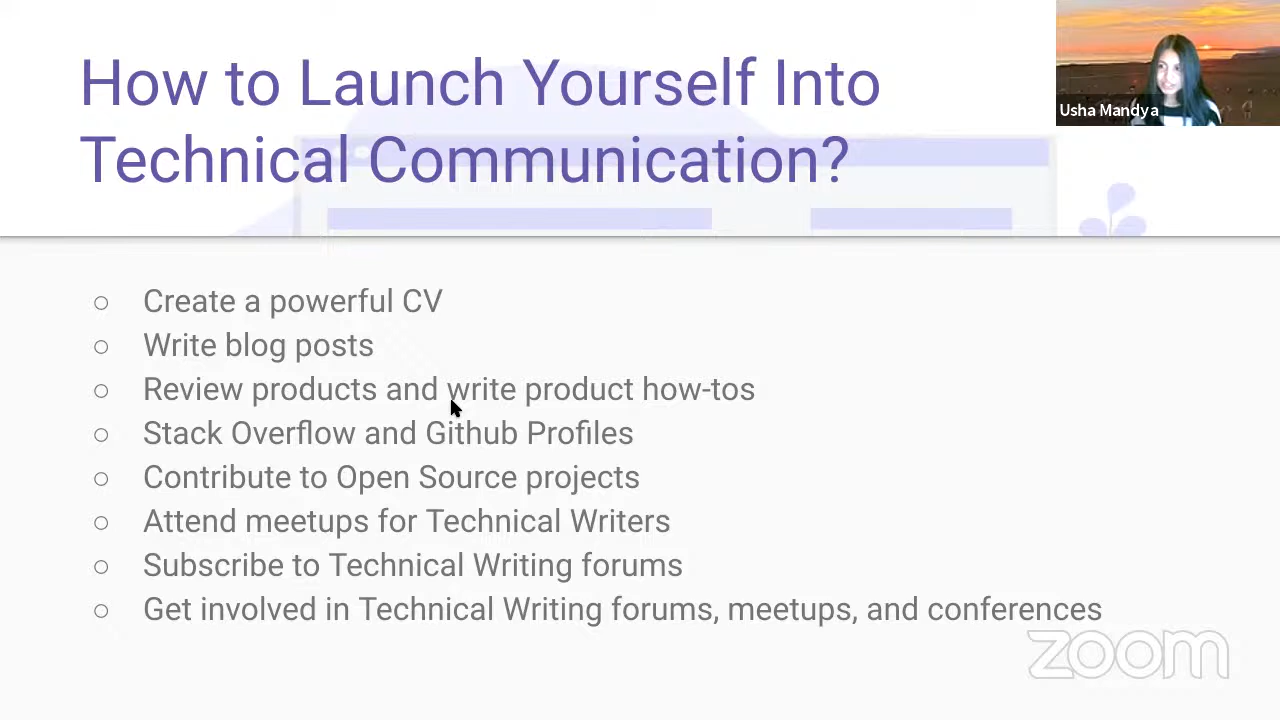 How to Launch Yourself Into
Technical Communication?
Usha Mandya
○ Create a powerful CV
○ Write blog posts
○ Review products and write product how-tos
○ Stack Overflow and Github Profiles
○ Contribute to Open Source projects
○ Attend meetups for Technical Writers
○ Subscribe to Technical Writing forums
○ Get involved in Technical Writing forums, meetups, and conferences
zoom